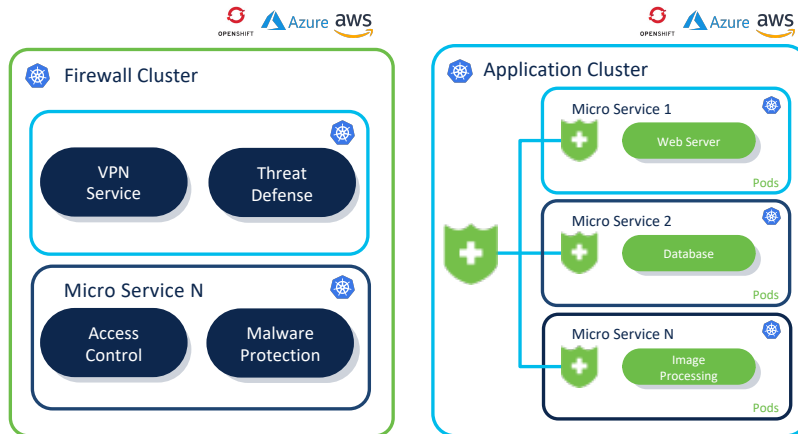 OPENSHIFT
Azure
aws
Firewall Cluster
VPN
Service
Threat
Defense
Micro Service N
Access
Control
Malware
Protection
OPENSHIFT
Azure
aws
Application Cluster
Micro Service 1
Web Server
Pods
Micro Service 2
Database
Pods
Micro Service N
Image
Processing
Pods